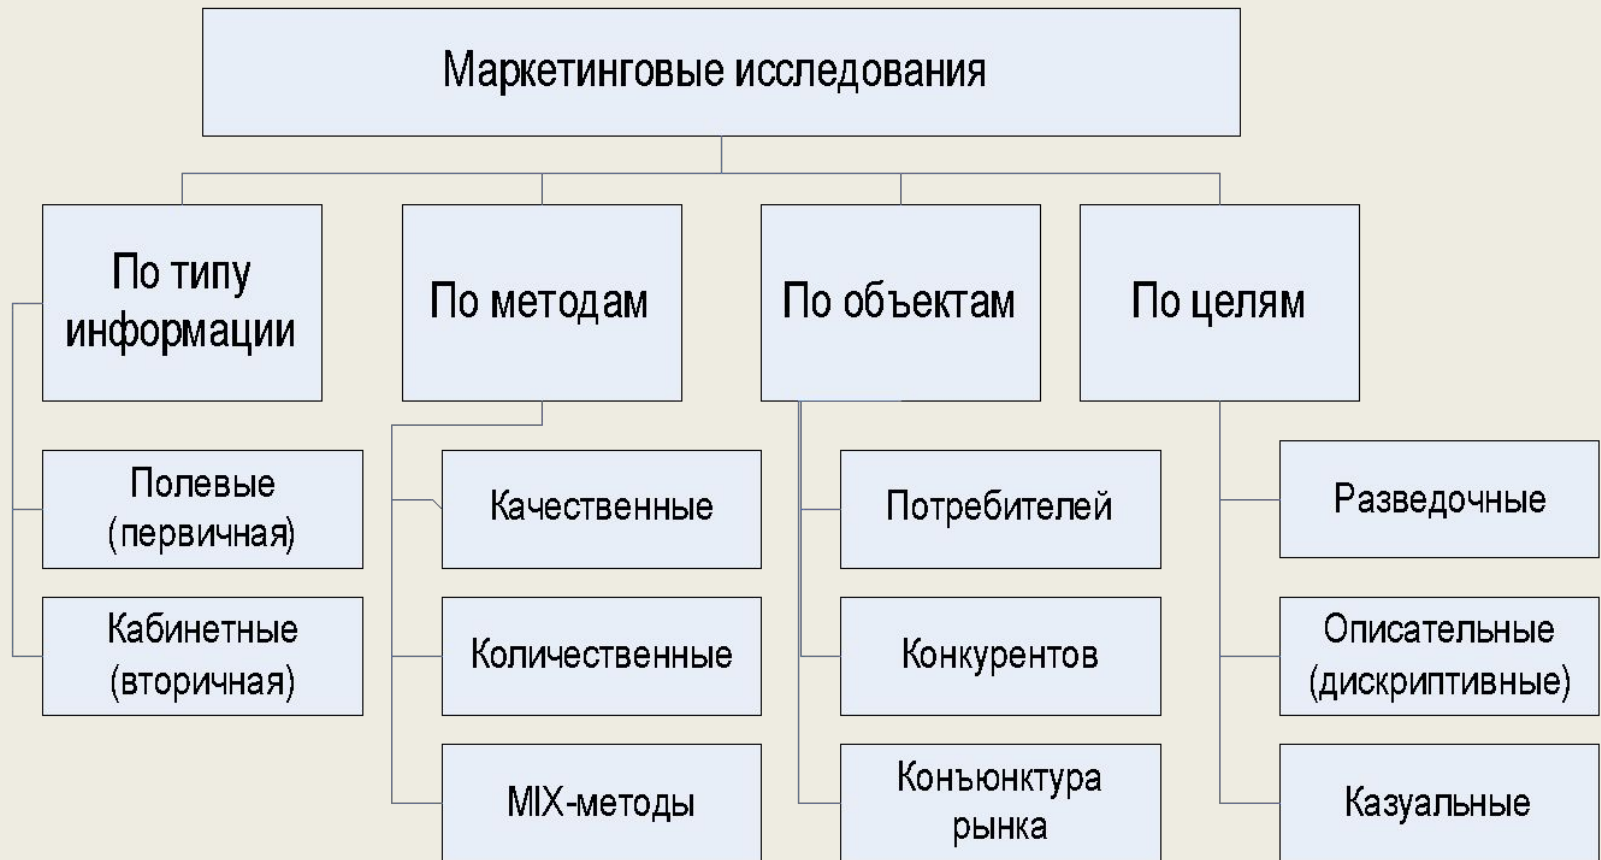 Маркетинговые исследования
По типу
информации
По методам
По объектам
По целям
Полевые
(первичная)
Качественные
Потребителей
Разведочные
Кабинетные
(вторичная)
Количественные
Конкурентов
Описательные
(дискриптивные)
MIX-методы
Конъюнктура
рынка
Казуальные